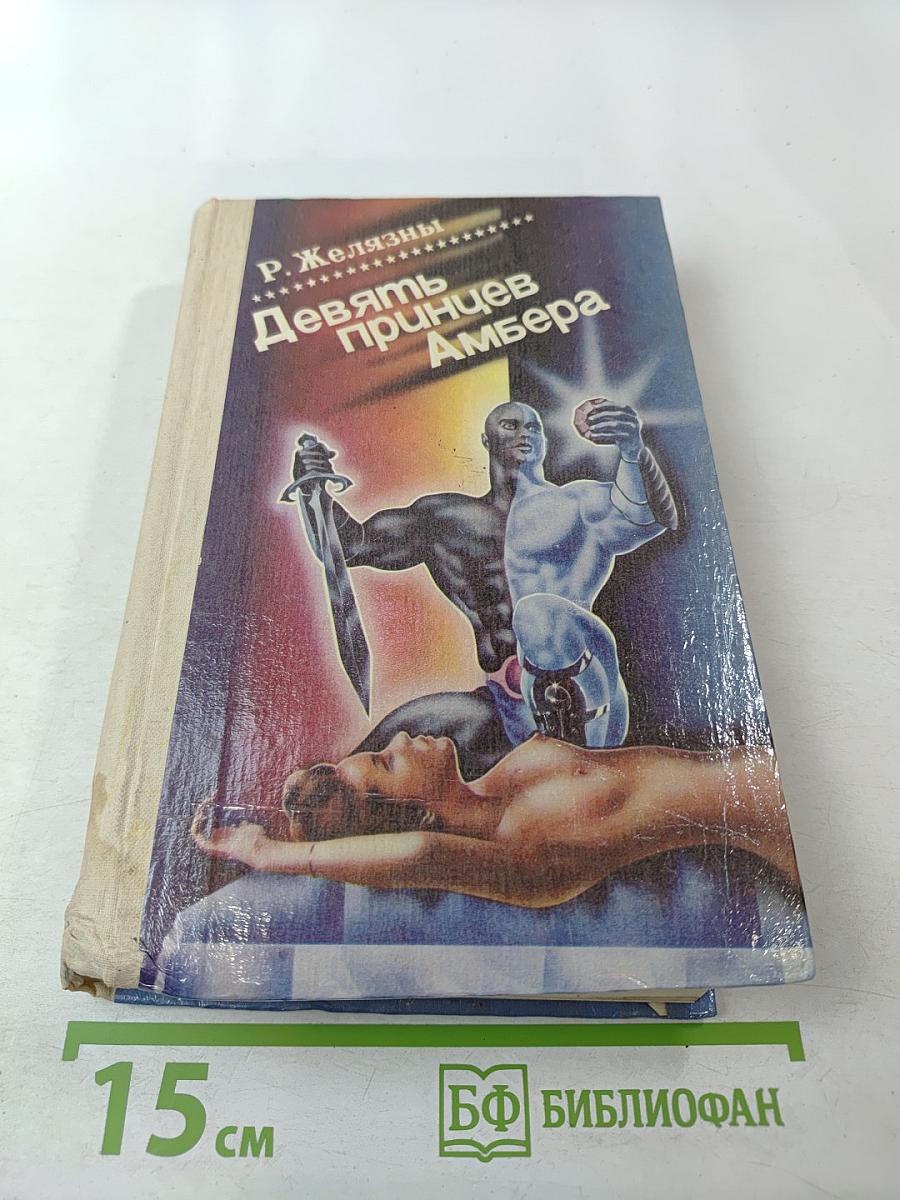 Р. Желязны
Девять
принцев
Амбера
15 см
БФ БИБЛИОФАН